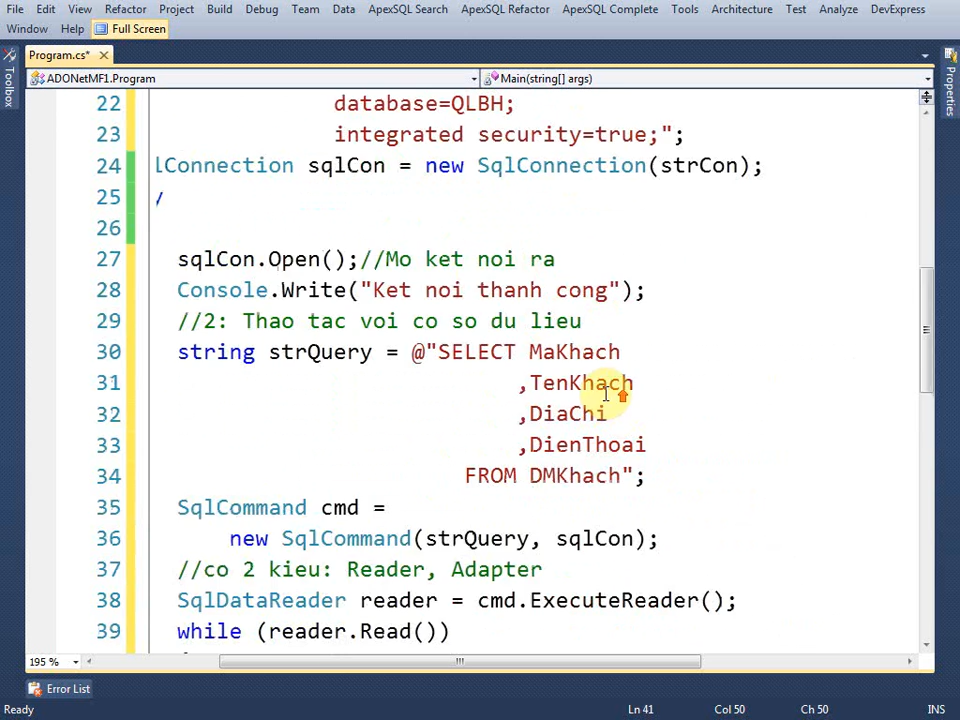 File Edit View Refactor Project Build Debug Team Data ApexSQL Search ApexSQL Refactor ApexSQL Complete Tools Architecture Test Analyze DevExpress
Window Help Full Screen
Program.cs*
Toolbox
Properties
ADONetMF1.Program Main(string[] args)
22 database=QLBH;
23 integrated security=true;";
24 lConnection sqlCon = new SqlConnection(strCon);
25 /
26
27 sqlCon.Open();//Mo ket noi ra
28 Console.Write("Ket noi thanh cong");
29 //2: Thao tac voi co so du lieu
30 string strQuery = @"SELECT MaKhach
31 ,TenKhach
32 ,DiaChi
33 ,DienThoai
34 FROM DMKhach";
35 SqlCommand cmd =
36 new SqlCommand(strQuery, sqlCon);
37 //co 2 kieu: Reader, Adapter
38 SqlDataReader reader = cmd.ExecuteReader();
39 while (reader.Read())
195 %
Error List
Ready Ln 41 Col 50 Ch 50 INS